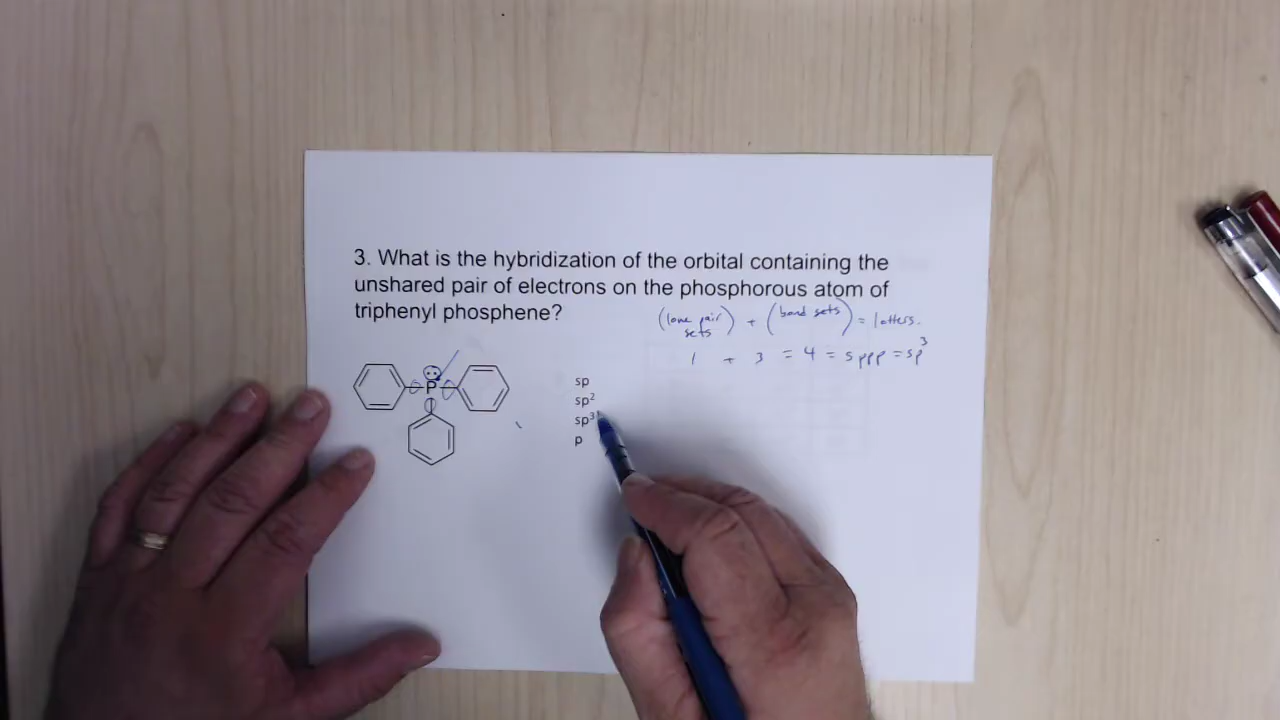 3. What is the hybridization of the orbital containing the
unshared pair of electrons on the phosphorous atom of
triphenyl phosphene?
(lone pair sets) + (bond sets) = letters.
1 + 3 = 4 = sppp = sp³
P
sp
sp²
sp³
p